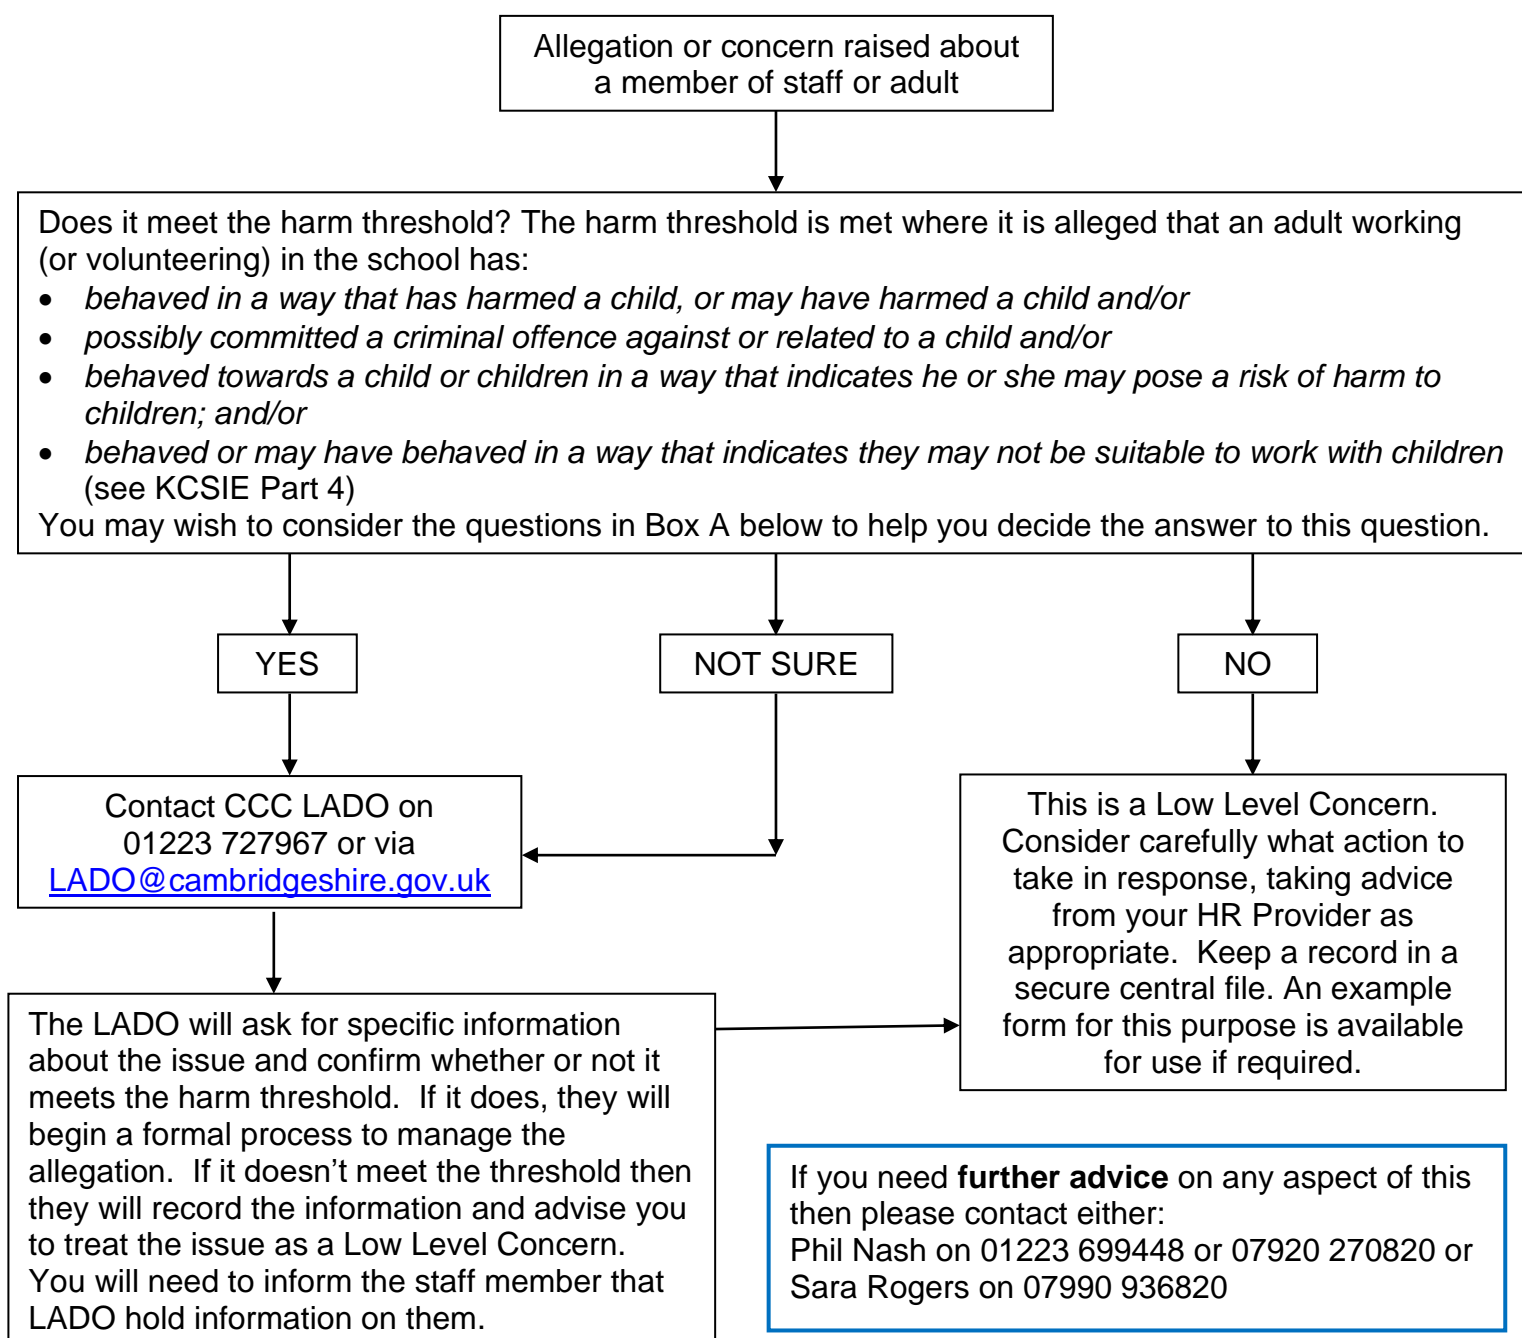 Allegation or concern raised about
a member of staff or adult
Does it meet the harm threshold? The harm threshold is met where it is alleged that an adult working
(or volunteering) in the school has:
• behaved in a way that has harmed a child, or may have harmed a child and/or
• possibly committed a criminal offence against or related to a child and/or
• behaved towards a child or children in a way that indicates he or she may pose a risk of harm to
children; and/or
• behaved or may have behaved in a way that indicates they may not be suitable to work with children
(see KCSIE Part 4)
You may wish to consider the questions in Box A below to help you decide the answer to this question.
YES
NOT SURE
NO
Contact CCC LADO on
01223 727967 or via
LADO@cambridgeshire.gov.uk
This is a Low Level Concern.
Consider carefully what action to
take in response, taking advice
from your HR Provider as
appropriate.  Keep a record in a
secure central file. An example
form for this purpose is available
for use if required.
The LADO will ask for specific information
about the issue and confirm whether or not it
meets the harm threshold.  If it does, they will
begin a formal process to manage the
allegation.  If it doesn’t meet the threshold then
they will record the information and advise you
to treat the issue as a Low Level Concern.
You will need to inform the staff member that
LADO hold information on them.
If you need further advice on any aspect of this
then please contact either:
Phil Nash on 01223 699448 or 07920 270820 or
Sara Rogers on 07990 936820